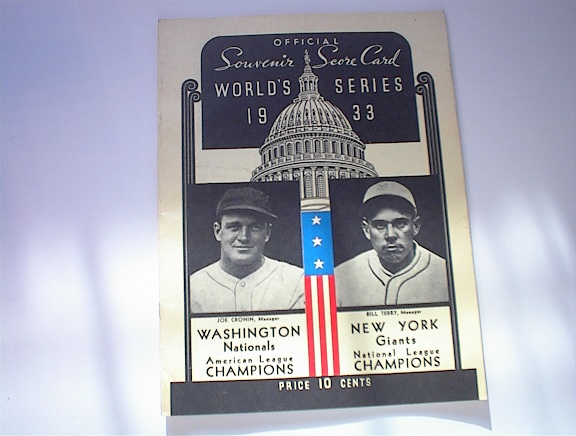 OFFICIAL
Souvenir Score Card
WORLD'S SERIES
19 33
JOE CRONIN, Manager
WASHINGTON
Nationals
American League
CHAMPIONS
BILL TERRY, Manager
NEW YORK
Giants
National League
CHAMPIONS
PRICE 10 CENTS